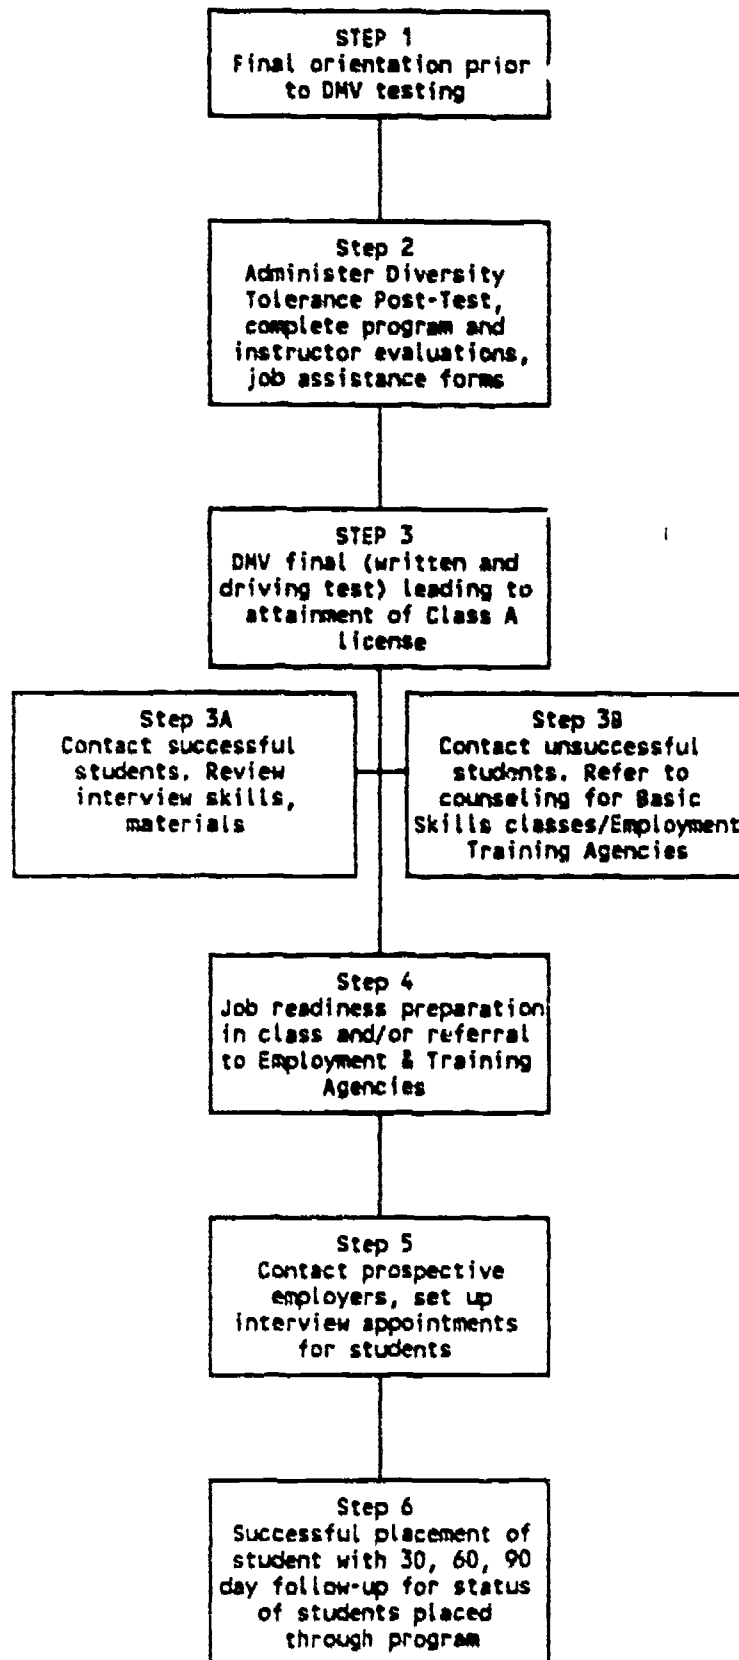 STEP 1
Final orientation prior
to DMV testing
Step 2
Administer Diversity
Tolerance Post-Test,
complete program and
instructor evaluations,
job assistance forms
STEP 3
DMV final (written and
driving test) leading to
attainment of Class A
license
Step 3A
Contact successful
students. Review
interview skills,
materials
Step 3B
Contact unsuccessful
students. Refer to
counseling for Basic
Skills classes/Employment
Training Agencies
Step 4
Job readiness preparation
in class and/or referral
to Employment & Training
Agencies
Step 5
Contact prospective
employers, set up
interview appointments
for students
Step 6
Successful placement of
student with 30, 60, 90
day follow-up for status
of students placed
through program